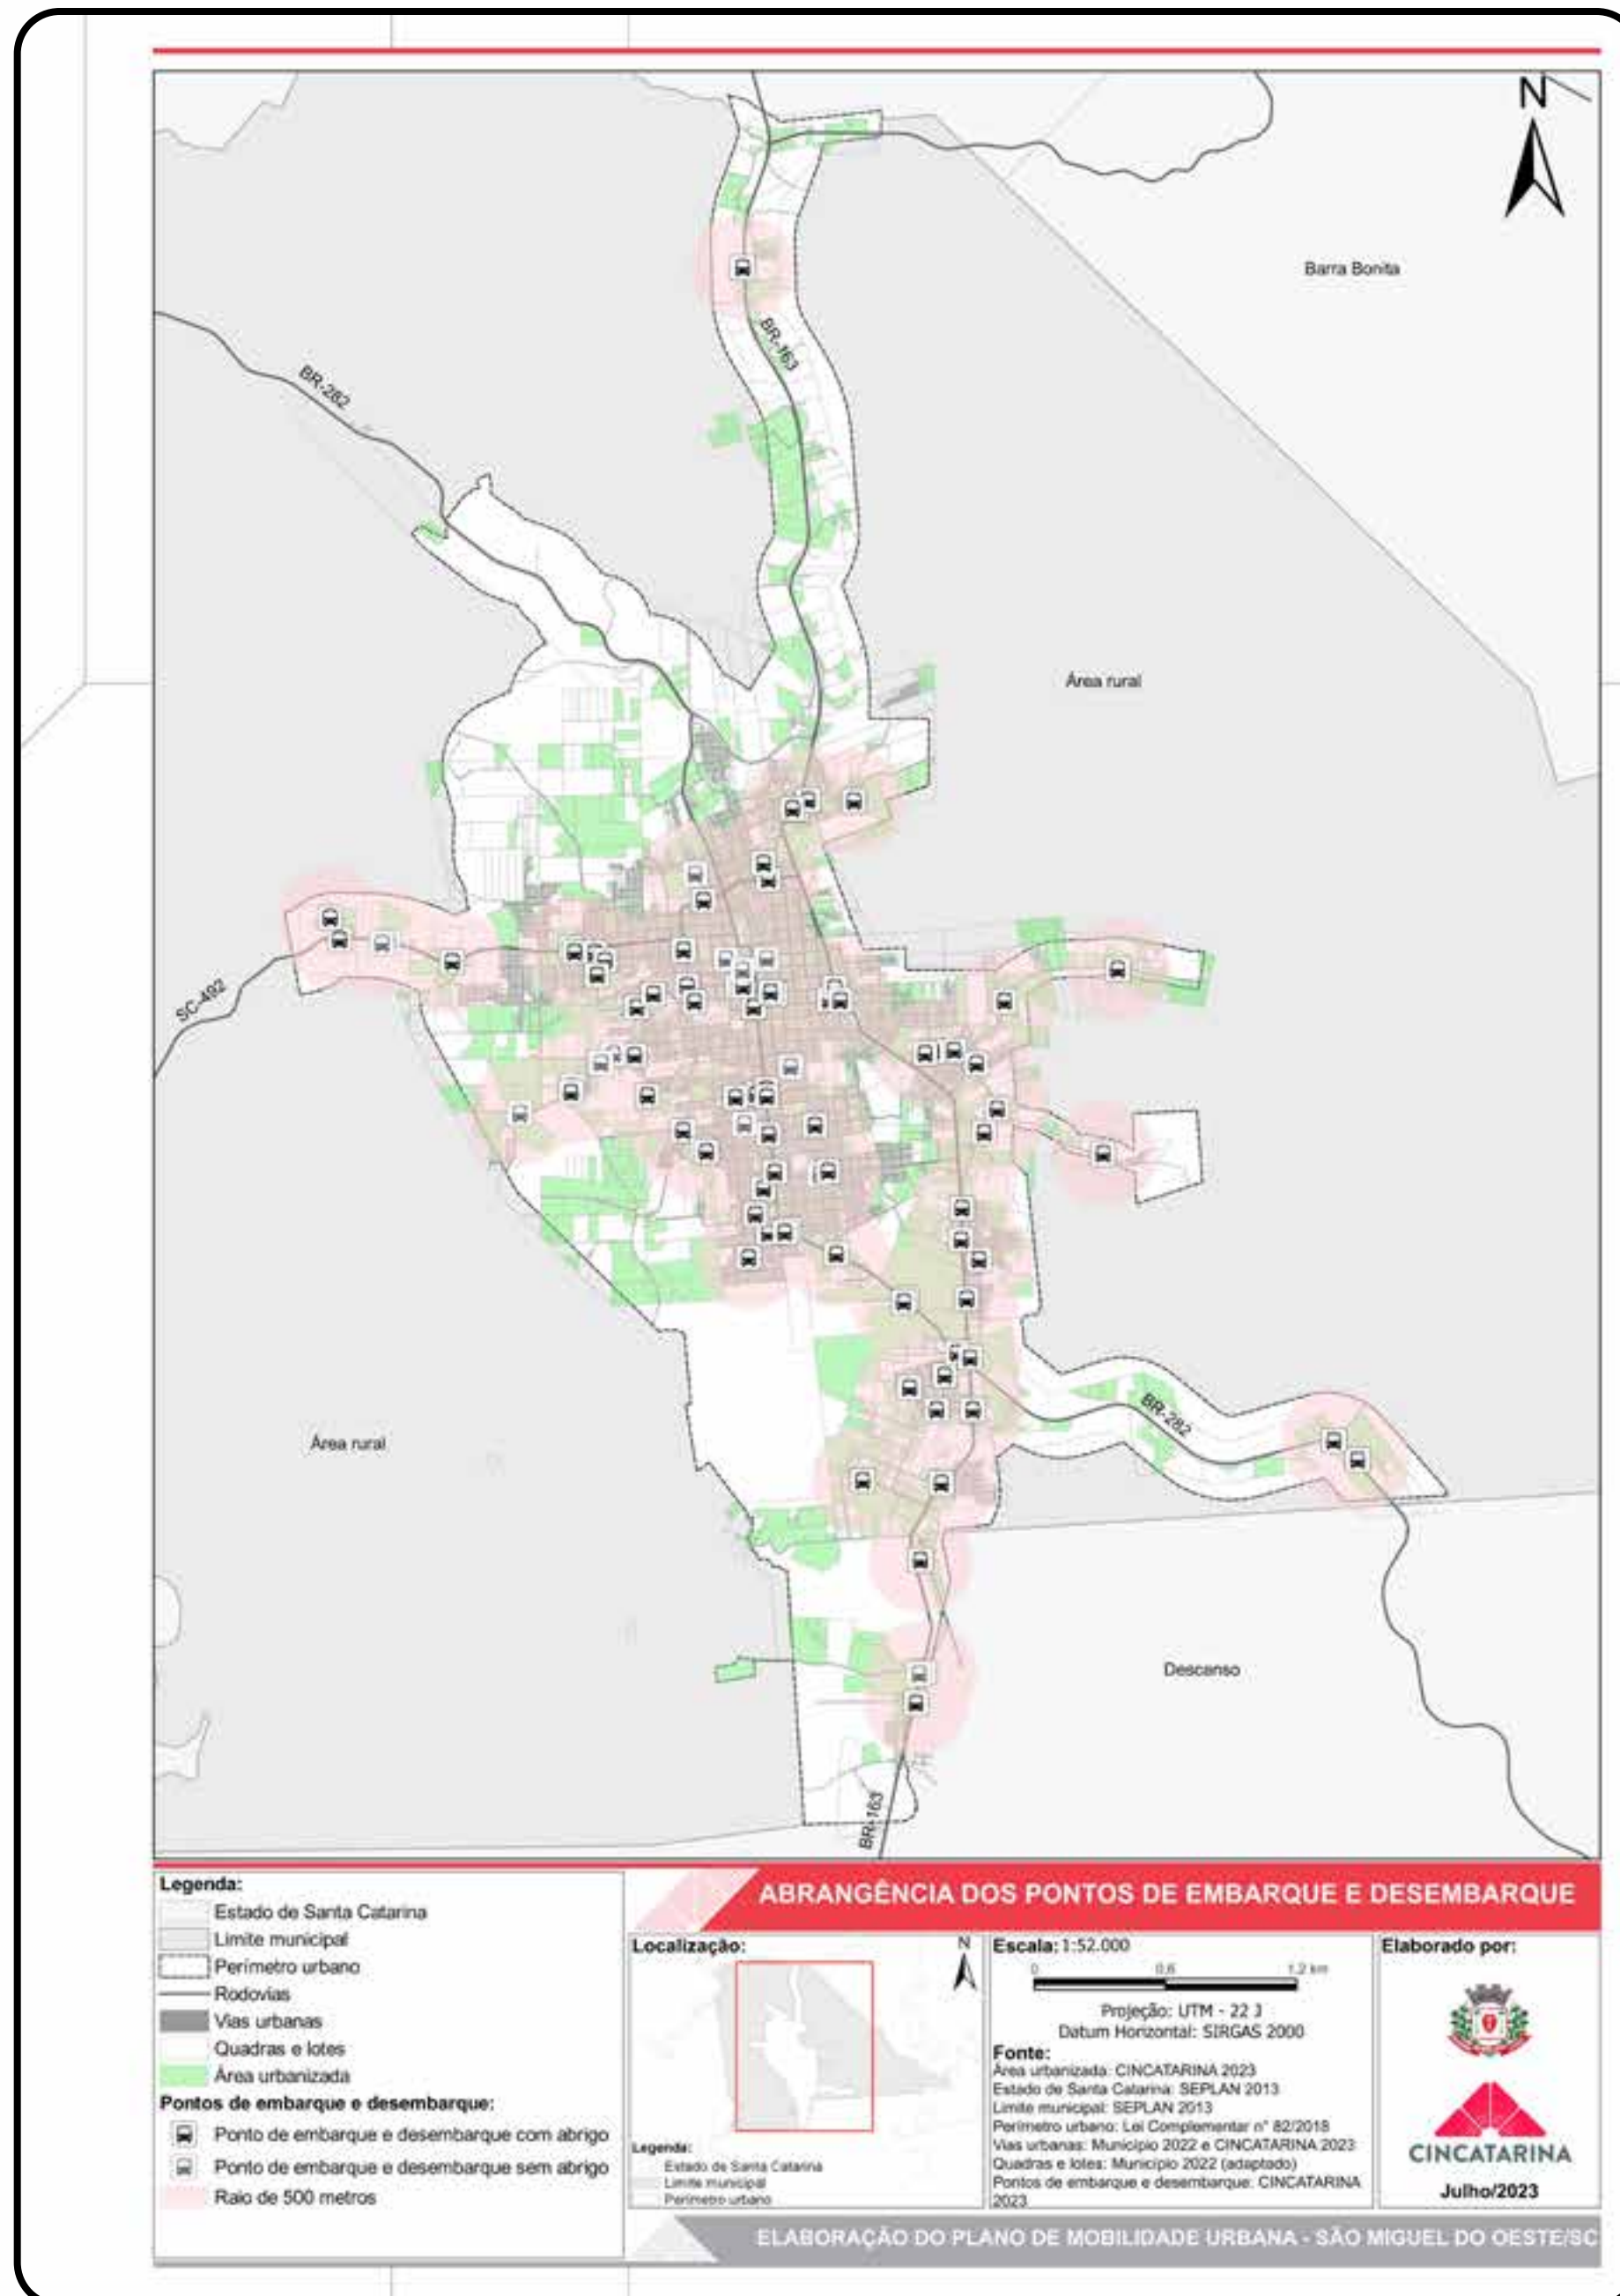 N
Barra Bonita
BR-163
BR-282
Área rural
SC-492
BR-282
Área rural
Descanso
BR-163
Legenda:
Estado de Santa Catarina
Limite municipal
Perímetro urbano
Rodovias
Vias urbanas
Quadras e lotes
Área urbanizada
Pontos de embarque e desembarque:
Ponto de embarque e desembarque com abrigo
Ponto de embarque e desembarque sem abrigo
Raio de 500 metros
ABRANGÊNCIA DOS PONTOS DE EMBARQUE E DESEMBARQUE
Localização:
N
Legenda:
Estado de Santa Catarina
Limite municipal
Perímetro urbano
Escala: 1:52.000
0 0,6 1,2 km
Projeção: UTM - 22 J
Datum Horizontal: SIRGAS 2000
Fonte:
Área urbanizada: CINCATARINA 2023
Estado de Santa Catarina: SEPLAN 2013
Limite municipal: SEPLAN 2013
Perímetro urbano: Lei Complementar n° 82/2018
Vias urbanas: Município 2022 e CINCATARINA 2023
Quadras e lotes: Município 2022 (adaptado)
Pontos de embarque e desembarque: CINCATARINA
2023
Elaborado por:
CINCATARINA
Julho/2023
ELABORAÇÃO DO PLANO DE MOBILIDADE URBANA - SÃO MIGUEL DO OESTE/SC